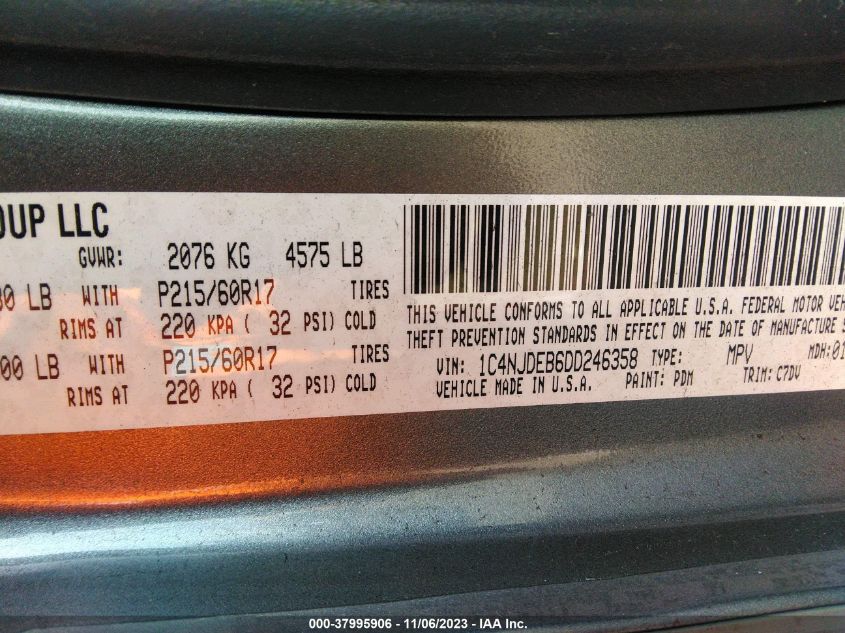 OUP LLC
GVWR: 2076 KG 4575 LB
00 LB WITH P215/60R17 TIRES
RIMS AT 220 KPA ( 32 PSI) COLD
00 LB WITH P215/60R17 TIRES
RIMS AT 220 KPA ( 32 PSI) COLD
THIS VEHICLE CONFORMS TO ALL APPLICABLE U.S.A. FEDERAL MOTOR VEH
THEFT PREVENTION STANDARDS IN EFFECT ON THE DATE OF MANUFACTURE S
VIN: 1C4NJDEB6DD246358 TYPE: MPV MDH:01
VEHICLE MADE IN U.S.A. PAINT: PDM TRIM: C7DV
000-37995906 - 11/06/2023 - IAA Inc.